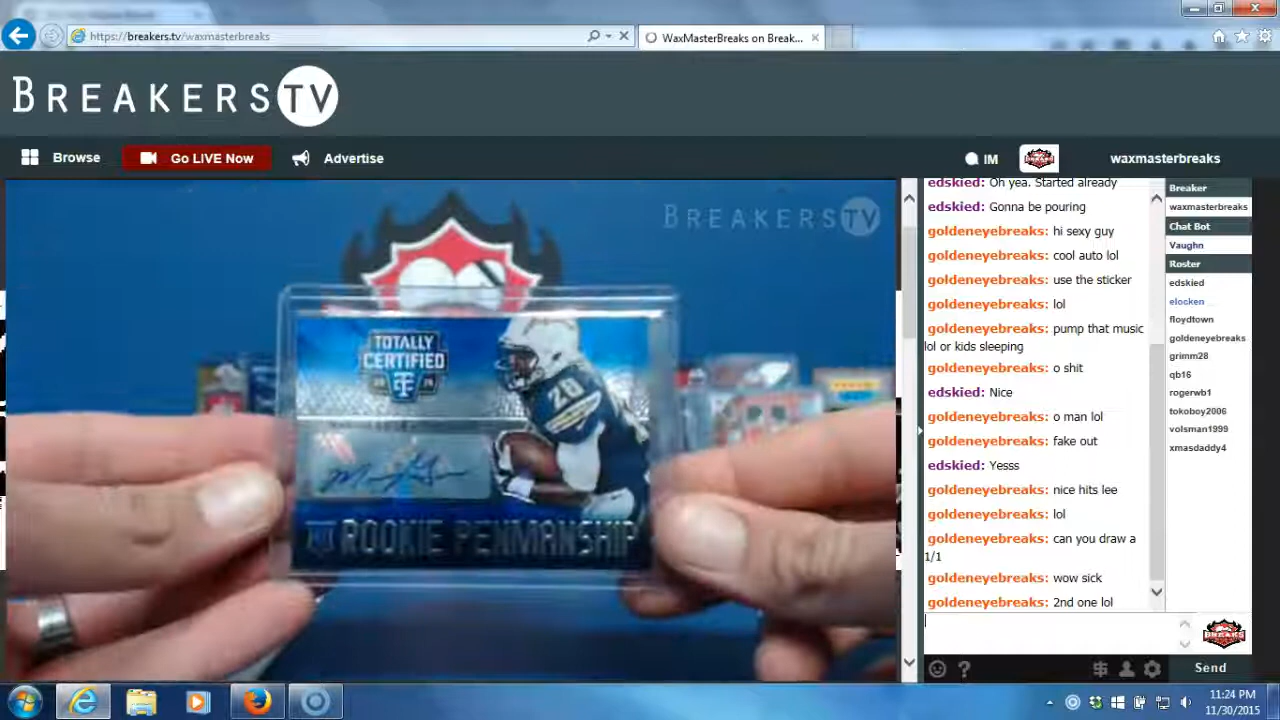 https://breakers.tv/waxmasterbreaks
WaxMasterBreaks on Break...
BREAKERSTV
Browse
Go LIVE Now
Advertise
IM
waxmasterbreaks
BREAKERSTV
TOTALLY
CERTIFIED
20
ROOKIE PENMANSHIP
edskied: Oh yea. Started already
edskied: Gonna be pouring
goldeneyebreaks: hi sexy guy
goldeneyebreaks: cool auto lol
goldeneyebreaks: use the sticker
goldeneyebreaks: lol
goldeneyebreaks: pump that music
lol or kids sleeping
goldeneyebreaks: o shit
edskied: Nice
goldeneyebreaks: o man lol
goldeneyebreaks: fake out
edskied: Yesss
goldeneyebreaks: nice hits lee
goldeneyebreaks: lol
goldeneyebreaks: can you draw a
1/1
goldeneyebreaks: wow sick
goldeneyebreaks: 2nd one lol
Breaker
waxmasterbreaks
Chat Bot
Vaughn
Roster
edskied
elocken
floydtown
goldeneyebreaks
grimm28
qb16
rogerwb1
tokoboy2006
volsman1999
xmasdaddy4
BREAKS
Send
11:24 PM
11/30/2015